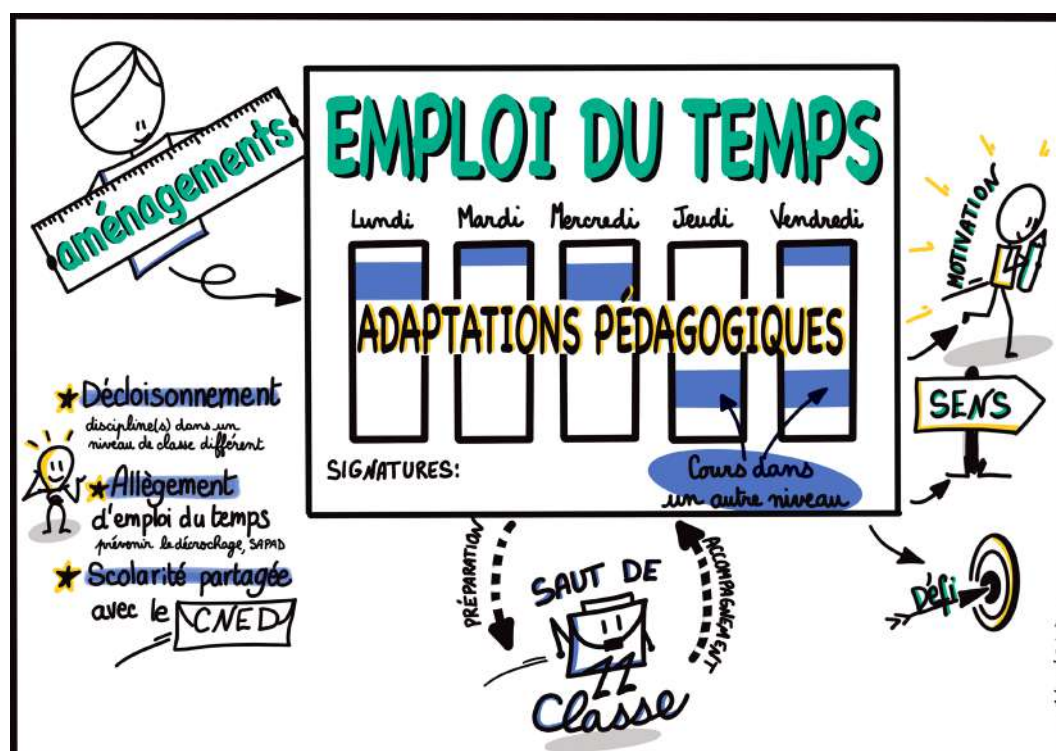 aménagements
EMPLOI DU TEMPS
Lundi Mardi Mercredi Jeudi Vendredi
ADAPTATIONS PÉDAGOGIQUES
SIGNATURES:
Cours dans
un autre niveau
Décloisonnement
discipline(s) dans un
niveau de classe différent
Allègement
d'emploi du temps
prévenir le décrochage, SAPAD
Scolarité partagée
avec le CNED
PRÉPARATION
SAUT DE
Classe
ACCOMPAGNEMENT
MOTIVATION
SENS
Défi